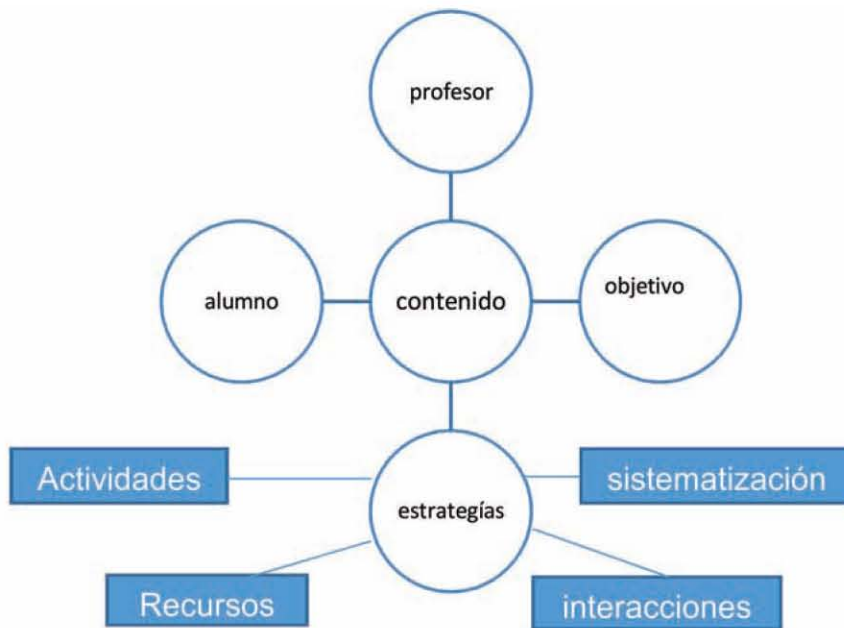 profesor
alumno
contenido
objetivo
Actividades
sistematización
estrategías
Recursos
interacciones